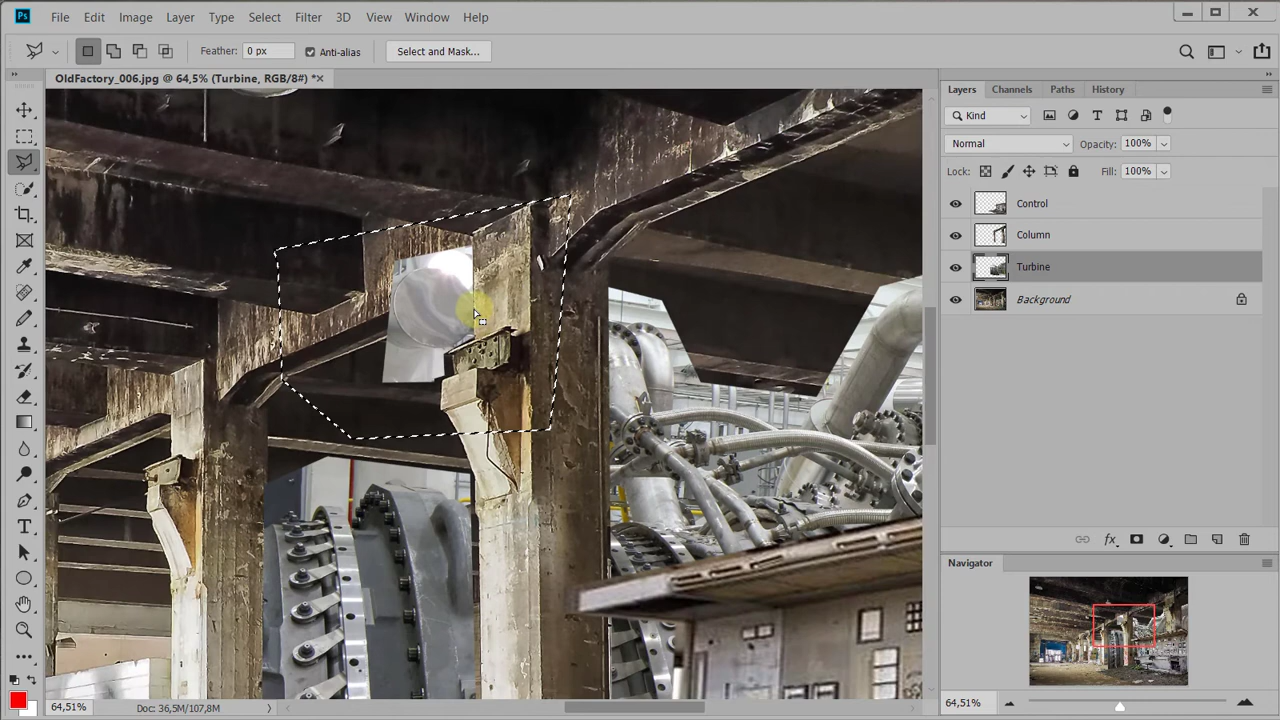 Ps File Edit Image Layer Type Select Filter 3D View Window Help
Feather: 0 px Anti-alias Select and Mask...
OldFactory_006.jpg @ 64,5% (Turbine, RGB/8#) *
Layers Channels Paths History
Kind
Normal Opacity: 100%
Lock: Fill: 100%
Control
Column
Turbine
Background
fx
Navigator
64,51% Doc: 36,5M/107,8M
64,51%